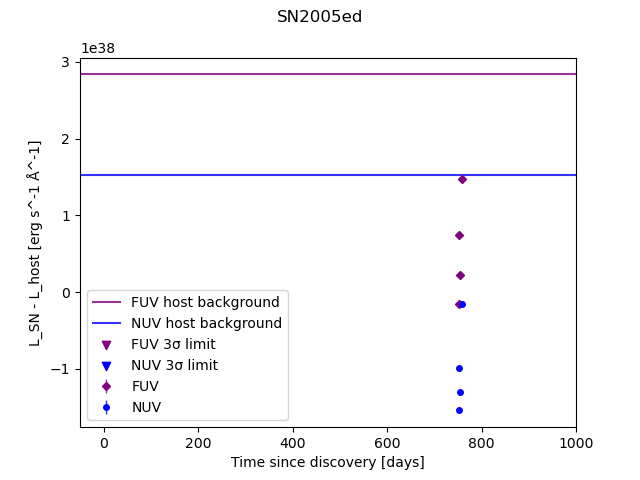 SN2005ed
1e38
3
2
1
0
−1
L_SN - L_host [erg s^-1 Å^-1]
FUV host background
NUV host background
FUV 3σ limit
NUV 3σ limit
FUV
NUV
0 200 400 600 800 1000
Time since discovery [days]